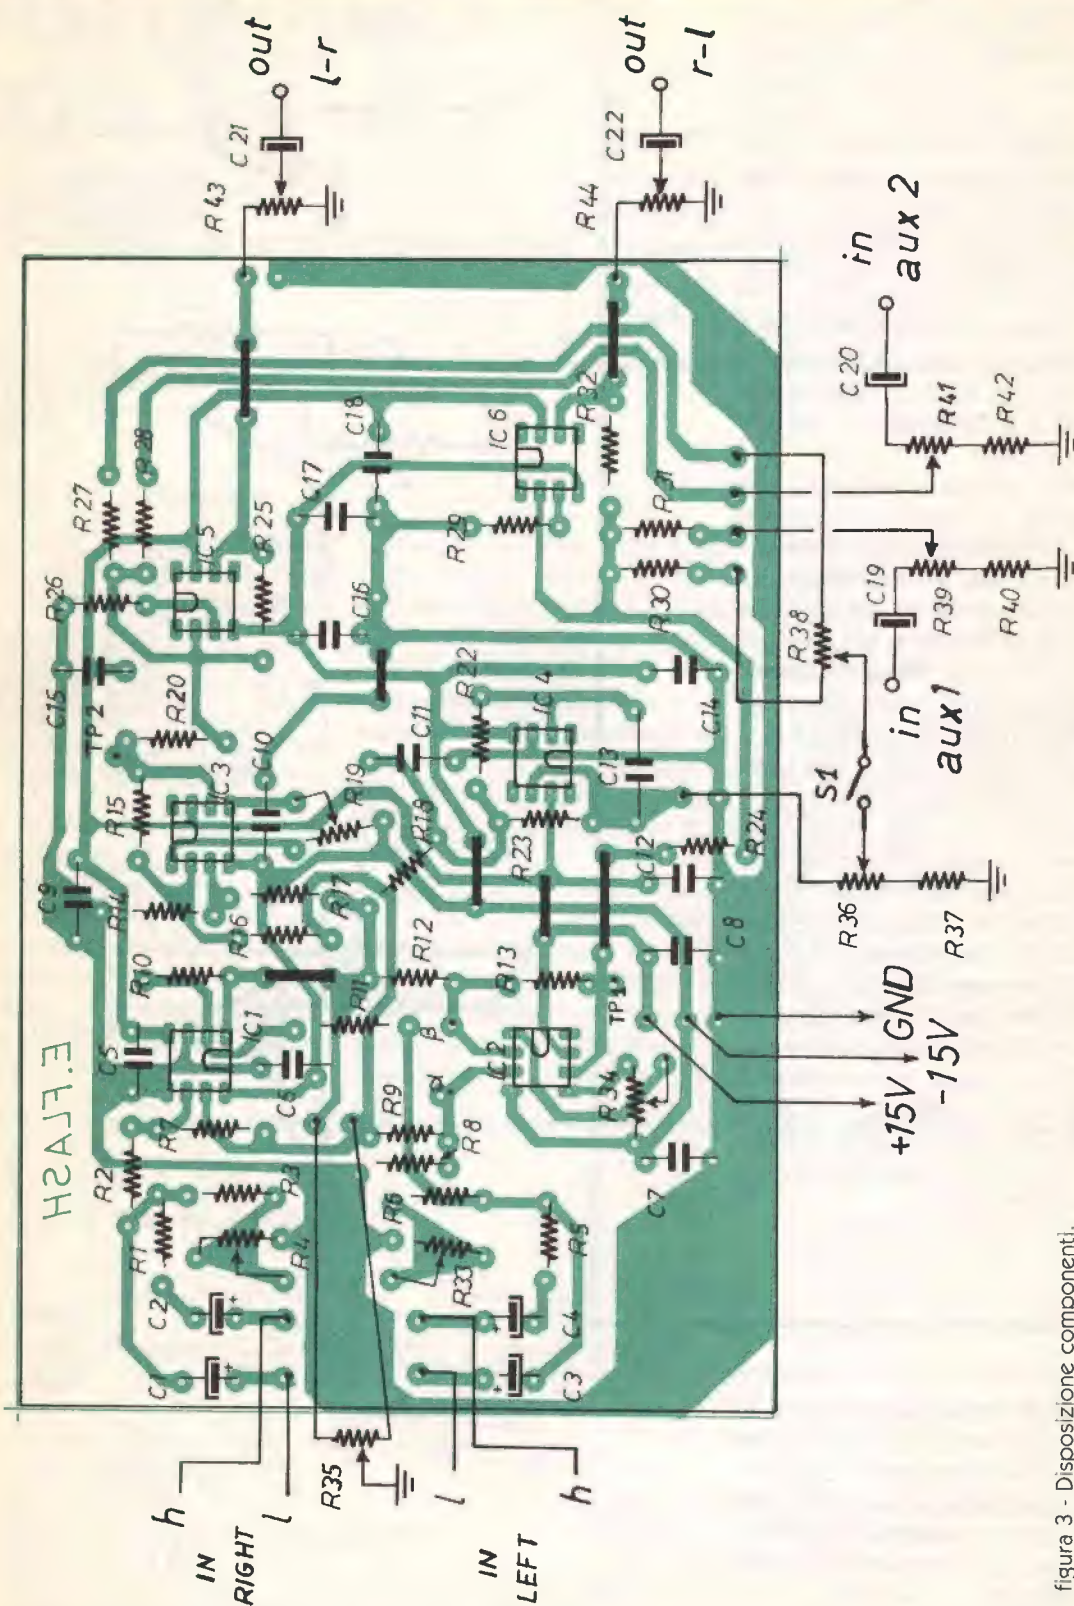 E.FLASH
IN
RIGHT
h
l
IN
LEFT
l
h
R35
C1
C2
R1
R2
R3
R4
R7
C5
IC1
C6
R10
R11
R14
R16
R17
C9
R15
IC3
C10
R19
R18
R20
TP2
C15
R26
R27
R28
IC5
R25
C16
C17
C18
C3
C4
R5
R33
R6
R9
R8
α
β
R12
R13
IC2
R34
TP1
C7
C8
C12
R24
R23
C11
R22
IC4
C13
C14
R29
IC6
R32
R30
R31
R43
C21
out
l-r
R44
C22
out
r-l
+15V
-15V
GND
R36
R37
S1
R38
in
aux1
C19
R39
R40
in
aux 2
C20
R41
R42
figura 3 - Disposizione componenti.